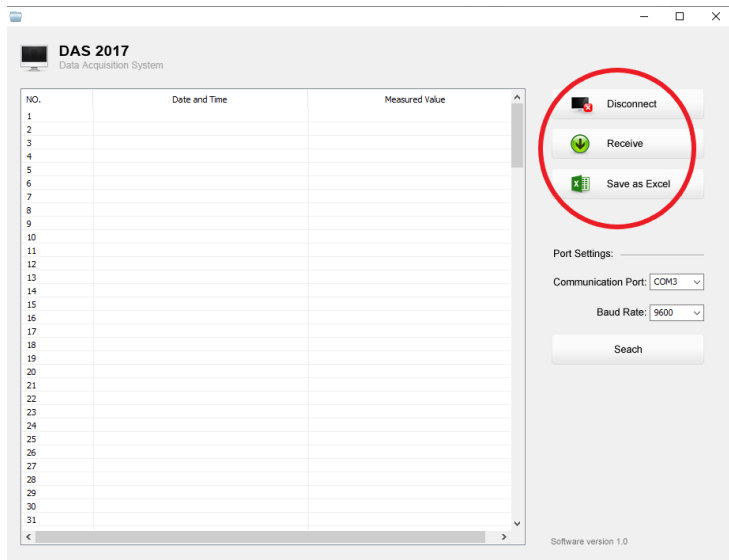 DAS 2017
Data Acquisition System
NO. Date and Time Measured Value
1
2
3
4
5
6
7
8
9
10
11
12
13
14
15
16
17
18
19
20
21
22
23
24
25
26
27
28
29
30
31
Disconnect
Receive
Save as Excel
Port Settings:
Communication Port: COM3
Baud Rate: 9600
Seach
Software version 1.0